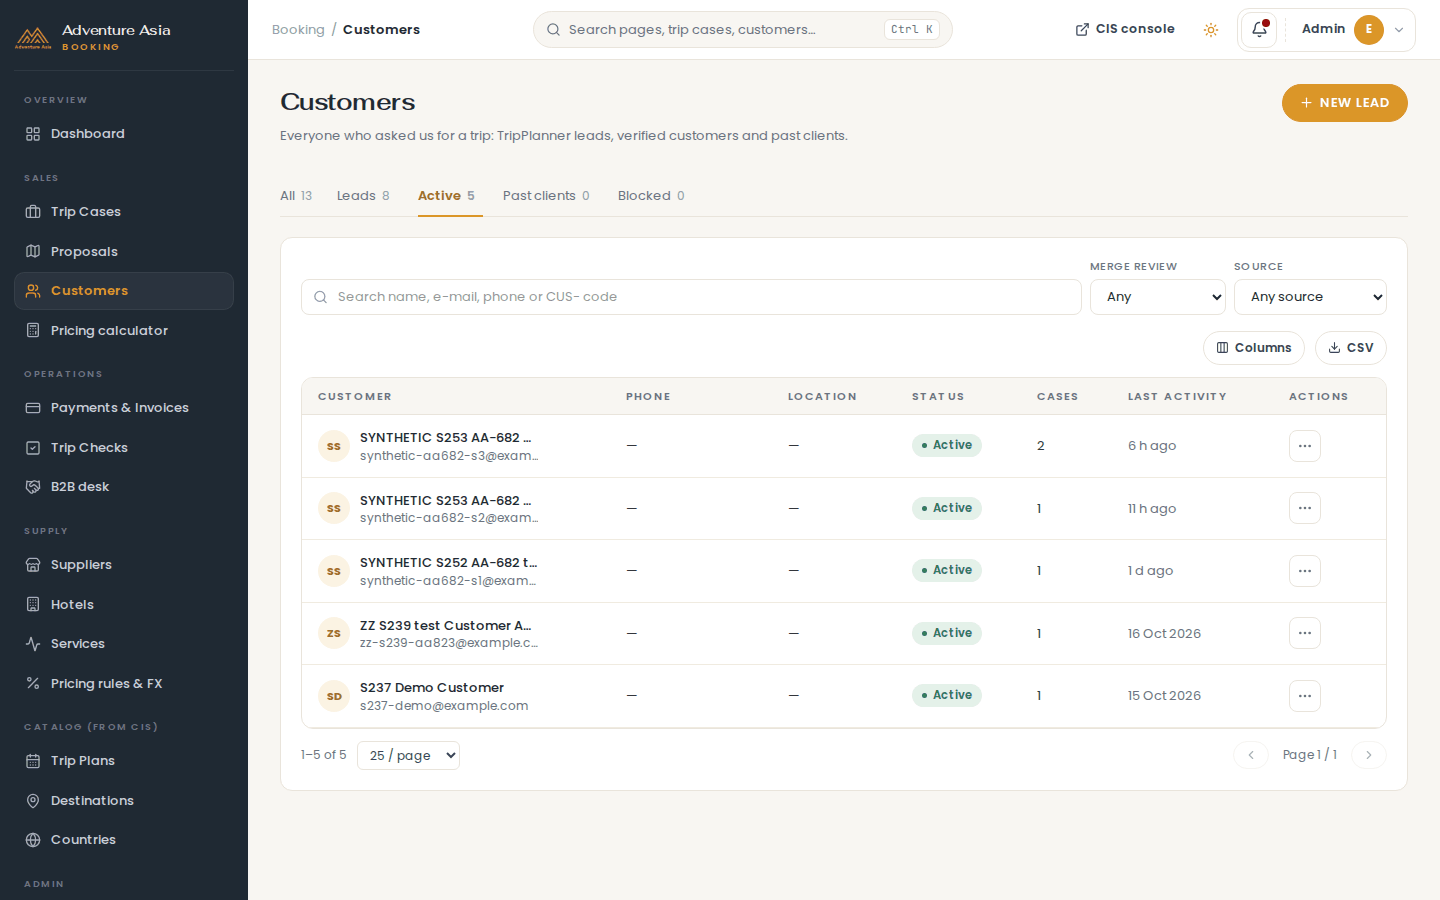 Adventure Asia
BOOKING
Adventure Asia
OVERVIEW
Dashboard
SALES
Trip Cases
Proposals
Customers
Pricing calculator
OPERATIONS
Payments & Invoices
Trip Checks
B2B desk
SUPPLY
Suppliers
Hotels
Services
Pricing rules & FX
CATALOG (FROM CIS)
Trip Plans
Destinations
Countries
ADMIN
Booking / Customers
Search pages, trip cases, customers… Ctrl K
CIS console
Admin E
Customers
NEW LEAD
Everyone who asked us for a trip: TripPlanner leads, verified customers and past clients.
All 13 Leads 8 Active 5 Past clients 0 Blocked 0
MERGE REVIEW SOURCE
Search name, e-mail, phone or CUS- code Any Any source
Columns CSV
CUSTOMER PHONE LOCATION STATUS CASES LAST ACTIVITY ACTIONS
SS SYNTHETIC S253 AA-682 … — — Active 2 6 h ago
synthetic-aa682-s3@exam…
SS SYNTHETIC S253 AA-682 … — — Active 1 11 h ago
synthetic-aa682-s2@exam…
SS SYNTHETIC S252 AA-682 t… — — Active 1 1 d ago
synthetic-aa682-s1@exam…
ZS ZZ S239 test Customer A… — — Active 1 16 Oct 2026
zz-s239-aa823@example.c…
SD S237 Demo Customer — — Active 1 15 Oct 2026
s237-demo@example.com
1–5 of 5 25 / page Page 1 / 1